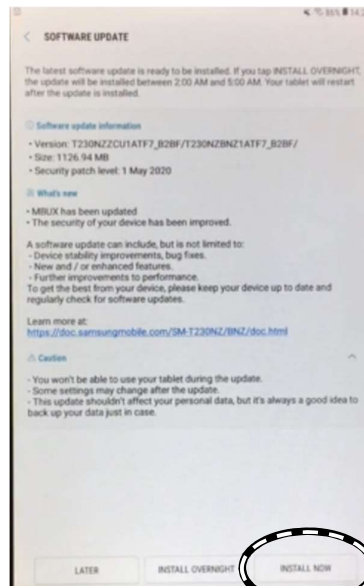 SOFTWARE UPDATE
The latest software update is ready to be installed. If you tap INSTALL OVERNIGHT,
the update will be installed between 2:00 AM and 5:00 AM. Your tablet will restart
after the update is installed.
Software update information
• Version: T230NZZCU1ATF7_B2BF/T230NZBNZ1ATF7_B2BF/
• Size: 1126.94 MB
• Security patch level: 1 May 2020
What's new
• MBUX has been updated
• The security of your device has been improved.
A software update can include, but is not limited to:
- Device stability improvements, bug fixes.
- New and / or enhanced features.
- Further improvements to performance.
To get the best from your device, please keep your device up to date and
regularly check for software updates.
Learn more at:
https://doc.samsungmobile.com/SM-T230NZ/BNZ/doc.html
Caution
- You won't be able to use your tablet during the update.
- Some settings may change after the update.
- This update shouldn't affect your personal data, but it's always a good idea to
back up your data just in case.
LATER INSTALL OVERNIGHT INSTALL NOW